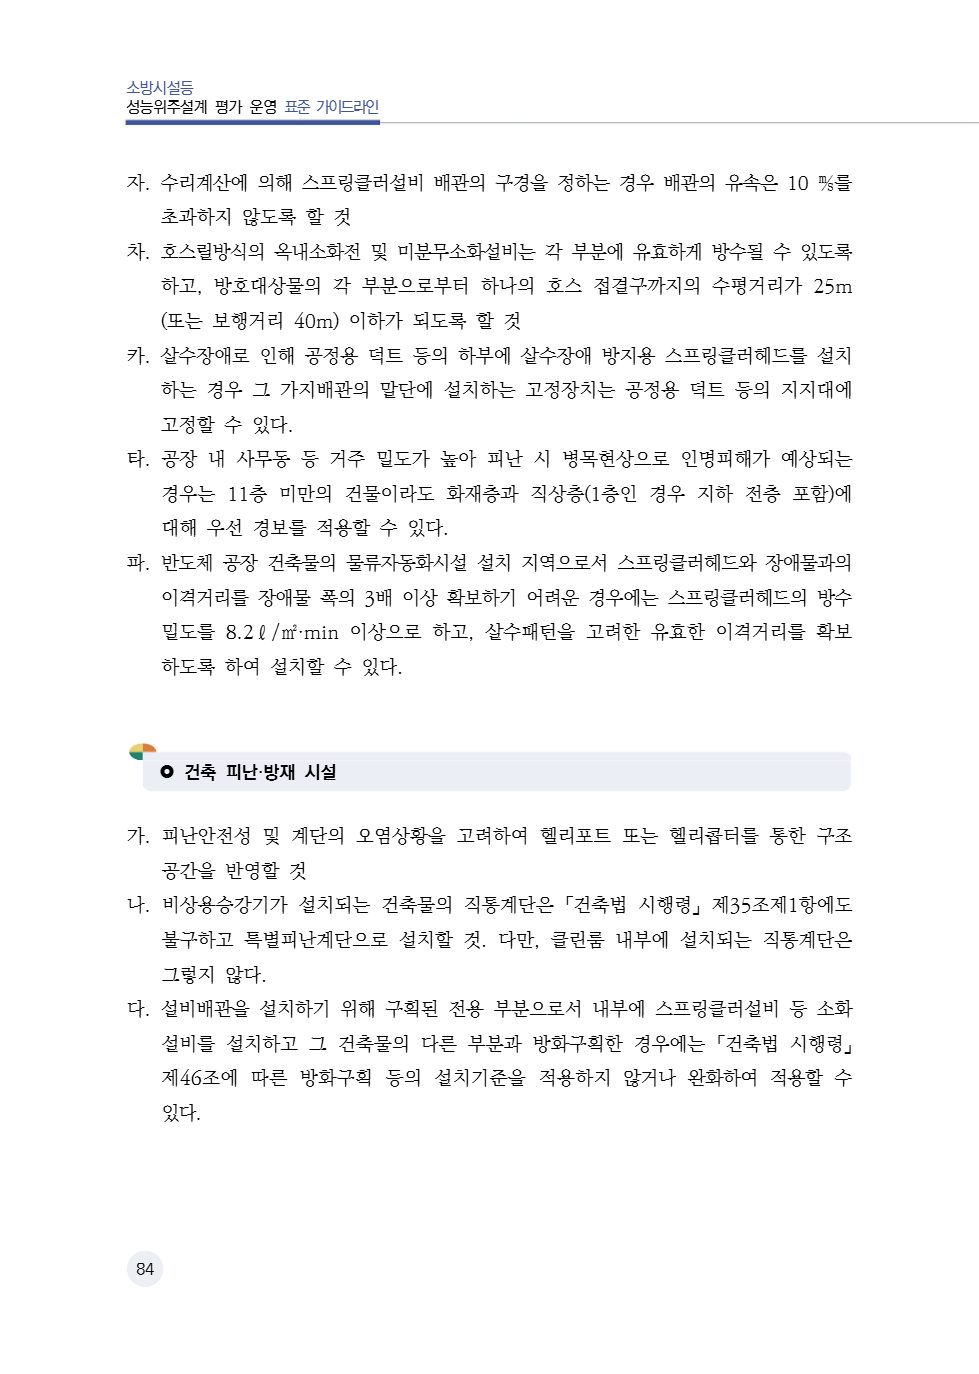 소방시설등
성능위주설계 평가 운영 표준 가이드라인
자. 수리계산에 의해 스프링클러설비 배관의 구경을 정하는 경우 배관의 유속은 10 ㎧를
초과하지 않도록 할 것
차. 호스릴방식의 옥내소화전 및 미분무소화설비는 각 부분에 유효하게 방수될 수 있도록
하고, 방호대상물의 각 부분으로부터 하나의 호스 접결구까지의 수평거리가 25m
(또는 보행거리 40m) 이하가 되도록 할 것
카. 살수장애로 인해 공정용 덕트 등의 하부에 살수장애 방지용 스프링클러헤드를 설치
하는 경우 그 가지배관의 말단에 설치하는 고정장치는 공정용 덕트 등의 지지대에
고정할 수 있다.
타. 공장 내 사무동 등 거주 밀도가 높아 피난 시 병목현상으로 인명피해가 예상되는
경우는 11층 미만의 건물이라도 화재층과 직상층(1층인 경우 지하 전층 포함)에
대해 우선 경보를 적용할 수 있다.
파. 반도체 공장 건축물의 물류자동화시설 설치 지역으로서 스프링클러헤드와 장애물과의
이격거리를 장애물 폭의 3배 이상 확보하기 어려운 경우에는 스프링클러헤드의 방수
밀도를 8.2ℓ/㎡·min 이상으로 하고, 살수패턴을 고려한 유효한 이격거리를 확보
하도록 하여 설치할 수 있다.
건축 피난·방재 시설
가. 피난안전성 및 계단의 오염상황을 고려하여 헬리포트 또는 헬리콥터를 통한 구조
공간을 반영할 것
나. 비상용승강기가 설치되는 건축물의 직통계단은 「건축법 시행령」 제35조제1항에도
불구하고 특별피난계단으로 설치할 것. 다만, 클린룸 내부에 설치되는 직통계단은
그렇지 않다.
다. 설비배관을 설치하기 위해 구획된 전용 부분으로서 내부에 스프링클러설비 등 소화
설비를 설치하고 그 건축물의 다른 부분과 방화구획한 경우에는 「건축법 시행령」
제46조에 따른 방화구획 등의 설치기준을 적용하지 않거나 완화하여 적용할 수
있다.
84